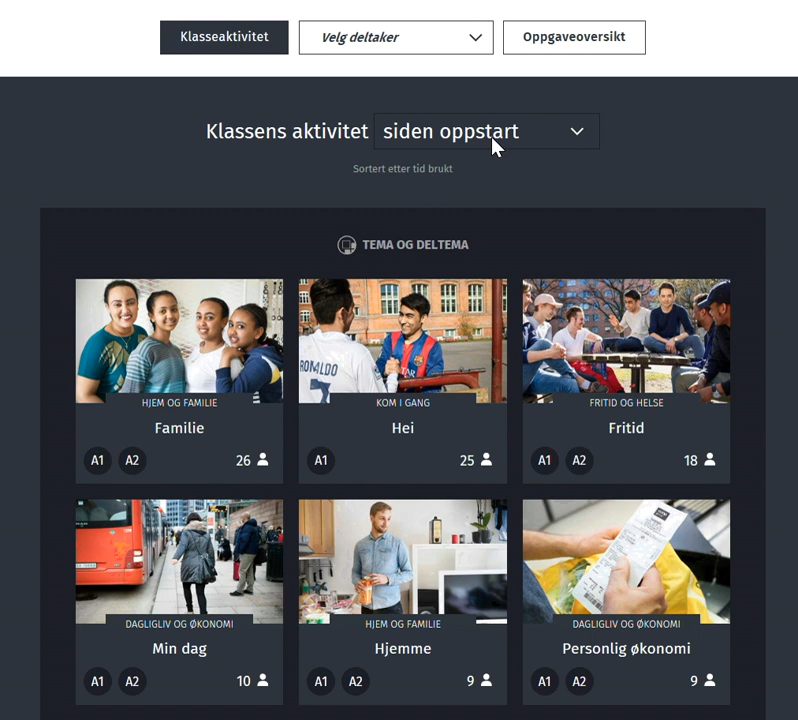 Klasseaktivitet
Velg deltaker
Oppgaveoversikt
Klassens aktivitet siden oppstart
Sortert etter tid brukt
TEMA OG DELTEMA
RONALDO
7
HJEM OG FAMILIE
KOM I GANG
FRITID OG HELSE
Familie
Hei
Fritid
A1 A2 26
A1 25
A1 A2 18
DAGLIGLIV OG ØKONOMI
HJEM OG FAMILIE
DAGLIGLIV OG ØKONOMI
Min dag
Hjemme
Personlig økonomi
A1 A2 10
A1 A2 9
A1 A2 9